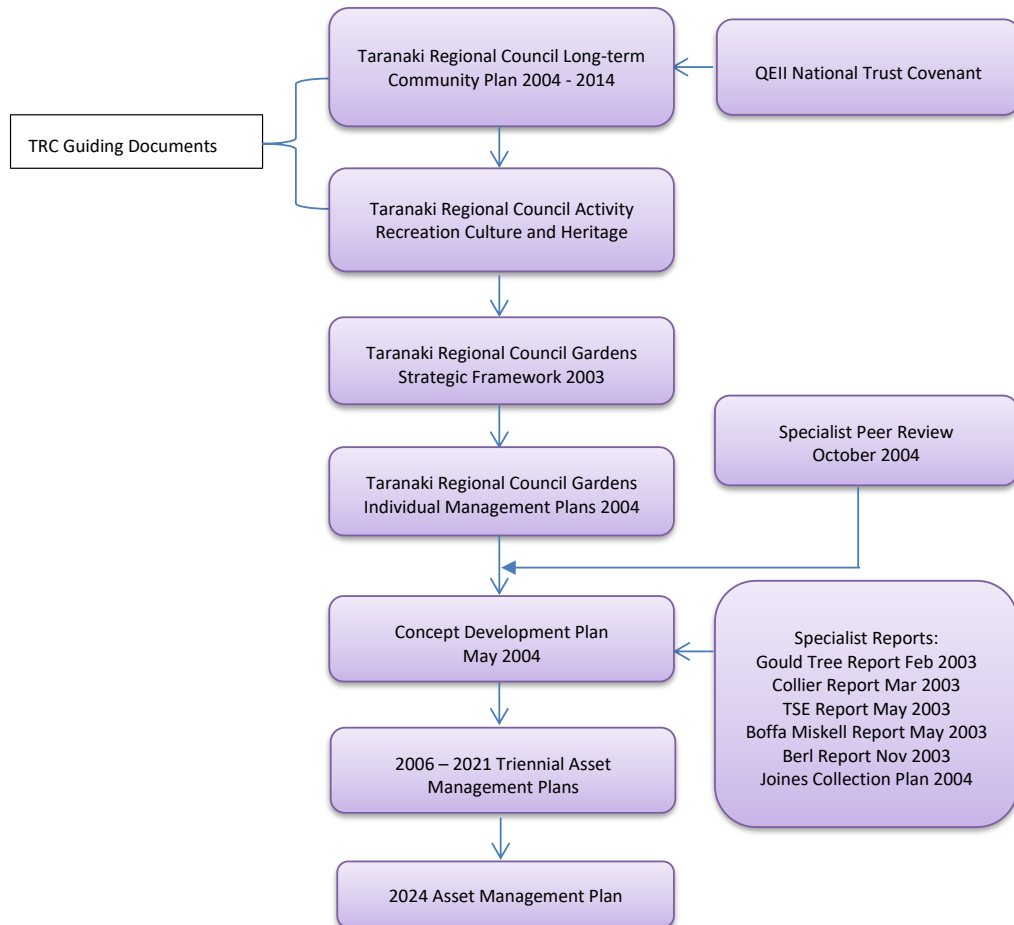 Taranaki Regional Council Long-term
Community Plan 2004 - 2014
QEII National Trust Covenant
TRC Guiding Documents
Taranaki Regional Council Activity
Recreation Culture and Heritage
Taranaki Regional Council Gardens
Strategic Framework 2003
Specialist Peer Review
October 2004
Taranaki Regional Council Gardens
Individual Management Plans 2004
Concept Development Plan
May 2004
Specialist Reports:
Gould Tree Report Feb 2003
Collier Report Mar 2003
TSE Report May 2003
Boffa Miskell Report May 2003
Berl Report Nov 2003
Joines Collection Plan 2004
2006 – 2021 Triennial Asset
Management Plans
2024 Asset Management Plan